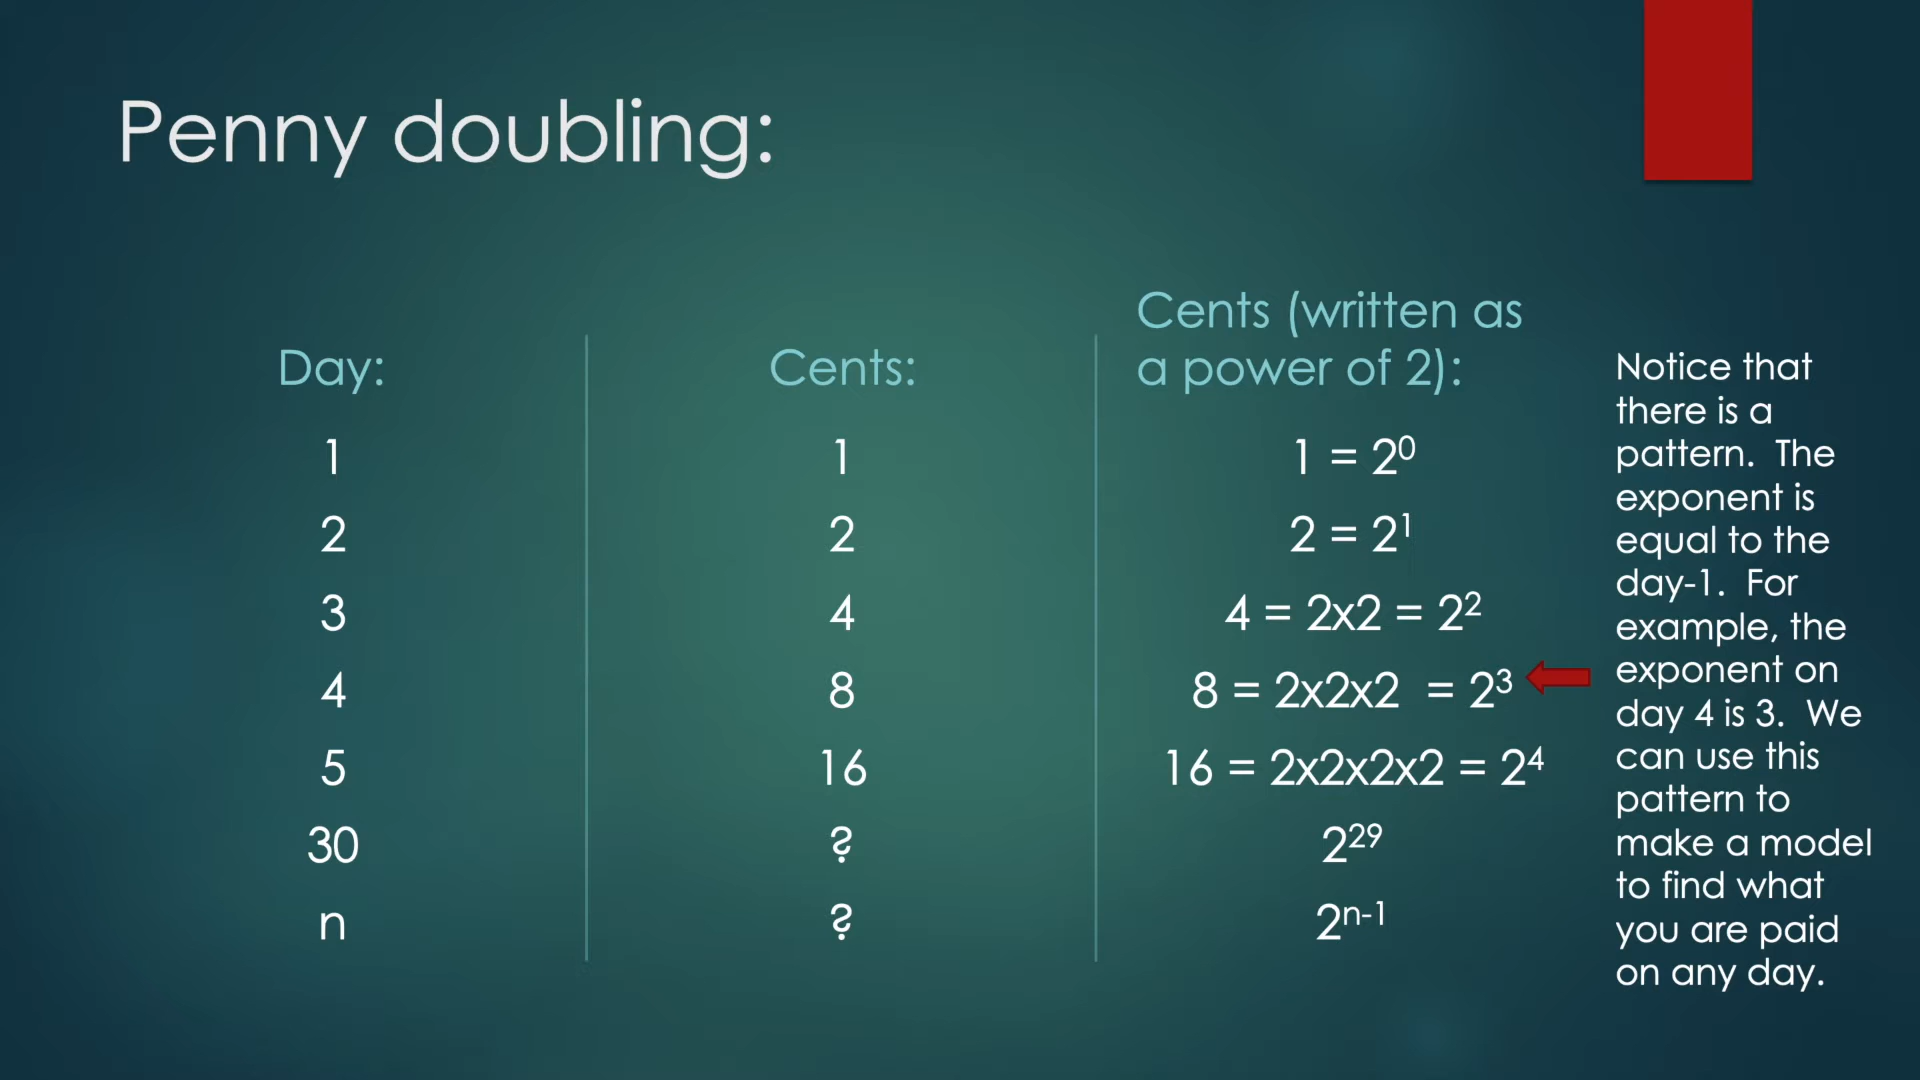 Penny doubling:
Day:
1
2
3
4
5
30
n
Cents:
1
2
4
8
16
?
?
Cents (written as
a power of 2):
1 = 2⁰
2 = 2¹
4 = 2x2 = 2²
8 = 2x2x2 = 2³
16 = 2x2x2x2 = 2⁴
2²⁹
2ⁿ⁻¹
Notice that
there is a
pattern. The
exponent is
equal to the
day-1. For
example, the
exponent on
day 4 is 3. We
can use this
pattern to
make a model
to find what
you are paid
on any day.